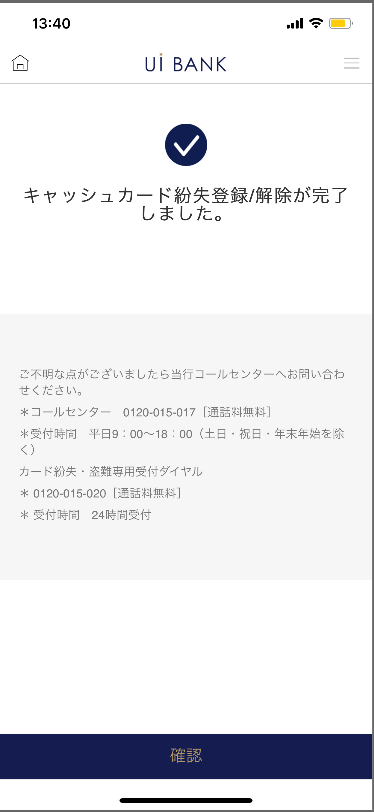 13:40
UI BANK
キャッシュカード紛失登録/解除が完了
しました。
ご不明な点がございましたら当行コールセンターへお問い合わ
せください。
＊コールセンター　0120-015-017［通話料無料］
＊受付時間　平日9：00〜18：00（土日・祝日・年末年始を除
く）
カード紛失・盗難専用受付ダイヤル
＊ 0120-015-020［通話料無料］
＊ 受付時間　24時間受付
確認